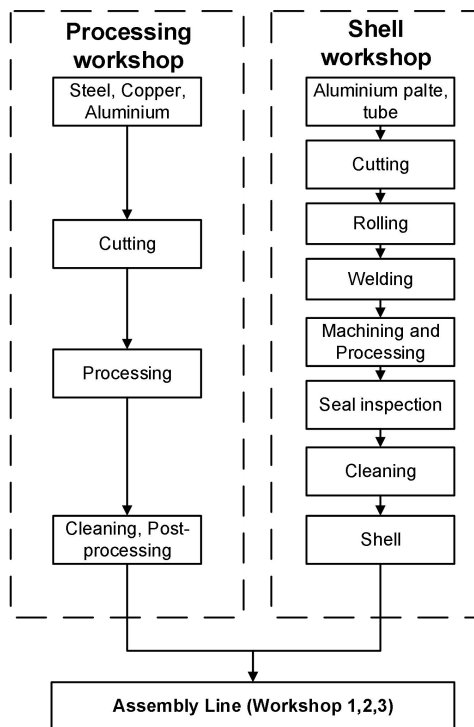 Processing
workshop
Steel, Copper,
Aluminium
Cutting
Processing
Cleaning, Post-
processing
Shell
workshop
Aluminium palte,
tube
Cutting
Rolling
Welding
Machining and
Processing
Seal inspection
Cleaning
Shell
Assembly Line (Workshop 1,2,3)